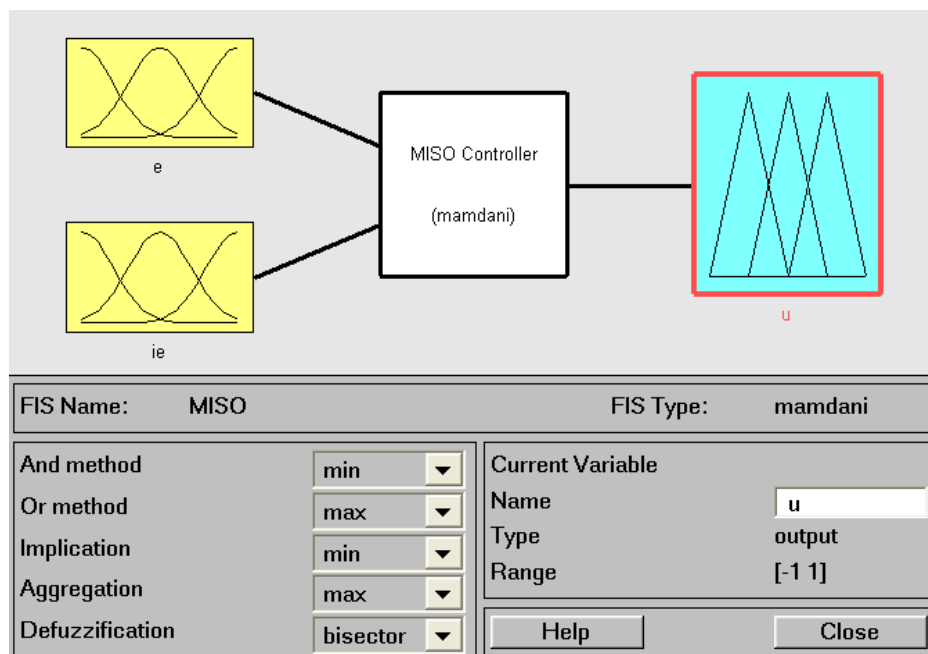 e
MISO Controller
(mamdani)
ie
u
FIS Name: MISO FIS Type: mamdani
And method min
Or method max
Implication min
Aggregation max
Defuzzification bisector
Current Variable
Name u
Type output
Range [-1 1]
Help Close